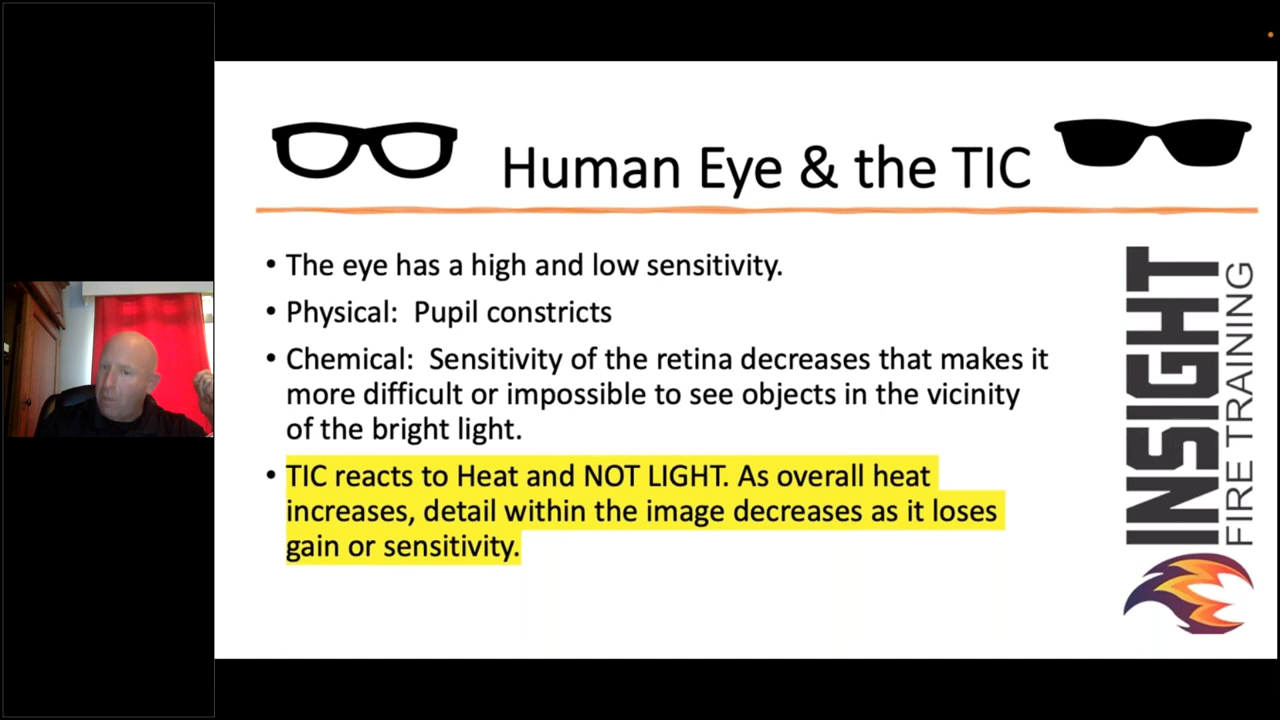 Human Eye & the TIC
• The eye has a high and low sensitivity.
• Physical:  Pupil constricts
• Chemical:  Sensitivity of the retina decreases that makes it
more difficult or impossible to see objects in the vicinity
of the bright light.
• TIC reacts to Heat and NOT LIGHT. As overall heat
increases, detail within the image decreases as it loses
gain or sensitivity.
INSIGHT
FIRE TRAINING